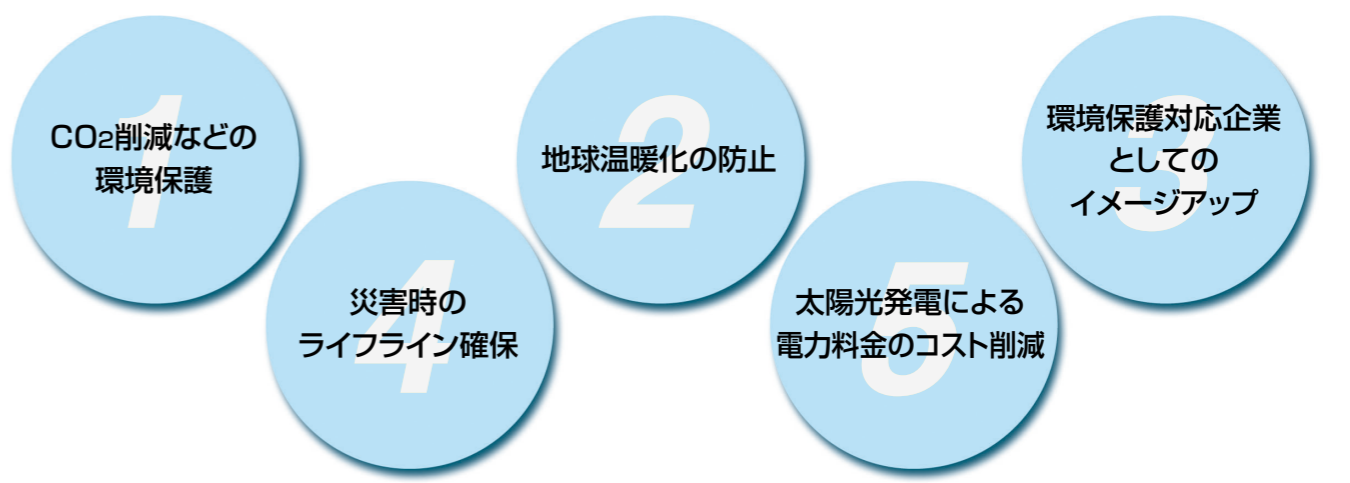 1
CO2削減などの
環境保護
2
地球温暖化の防止
3
環境保護対応企業
としての
イメージアップ
4
災害時の
ライフライン確保
5
太陽光発電による
電力料金のコスト削減